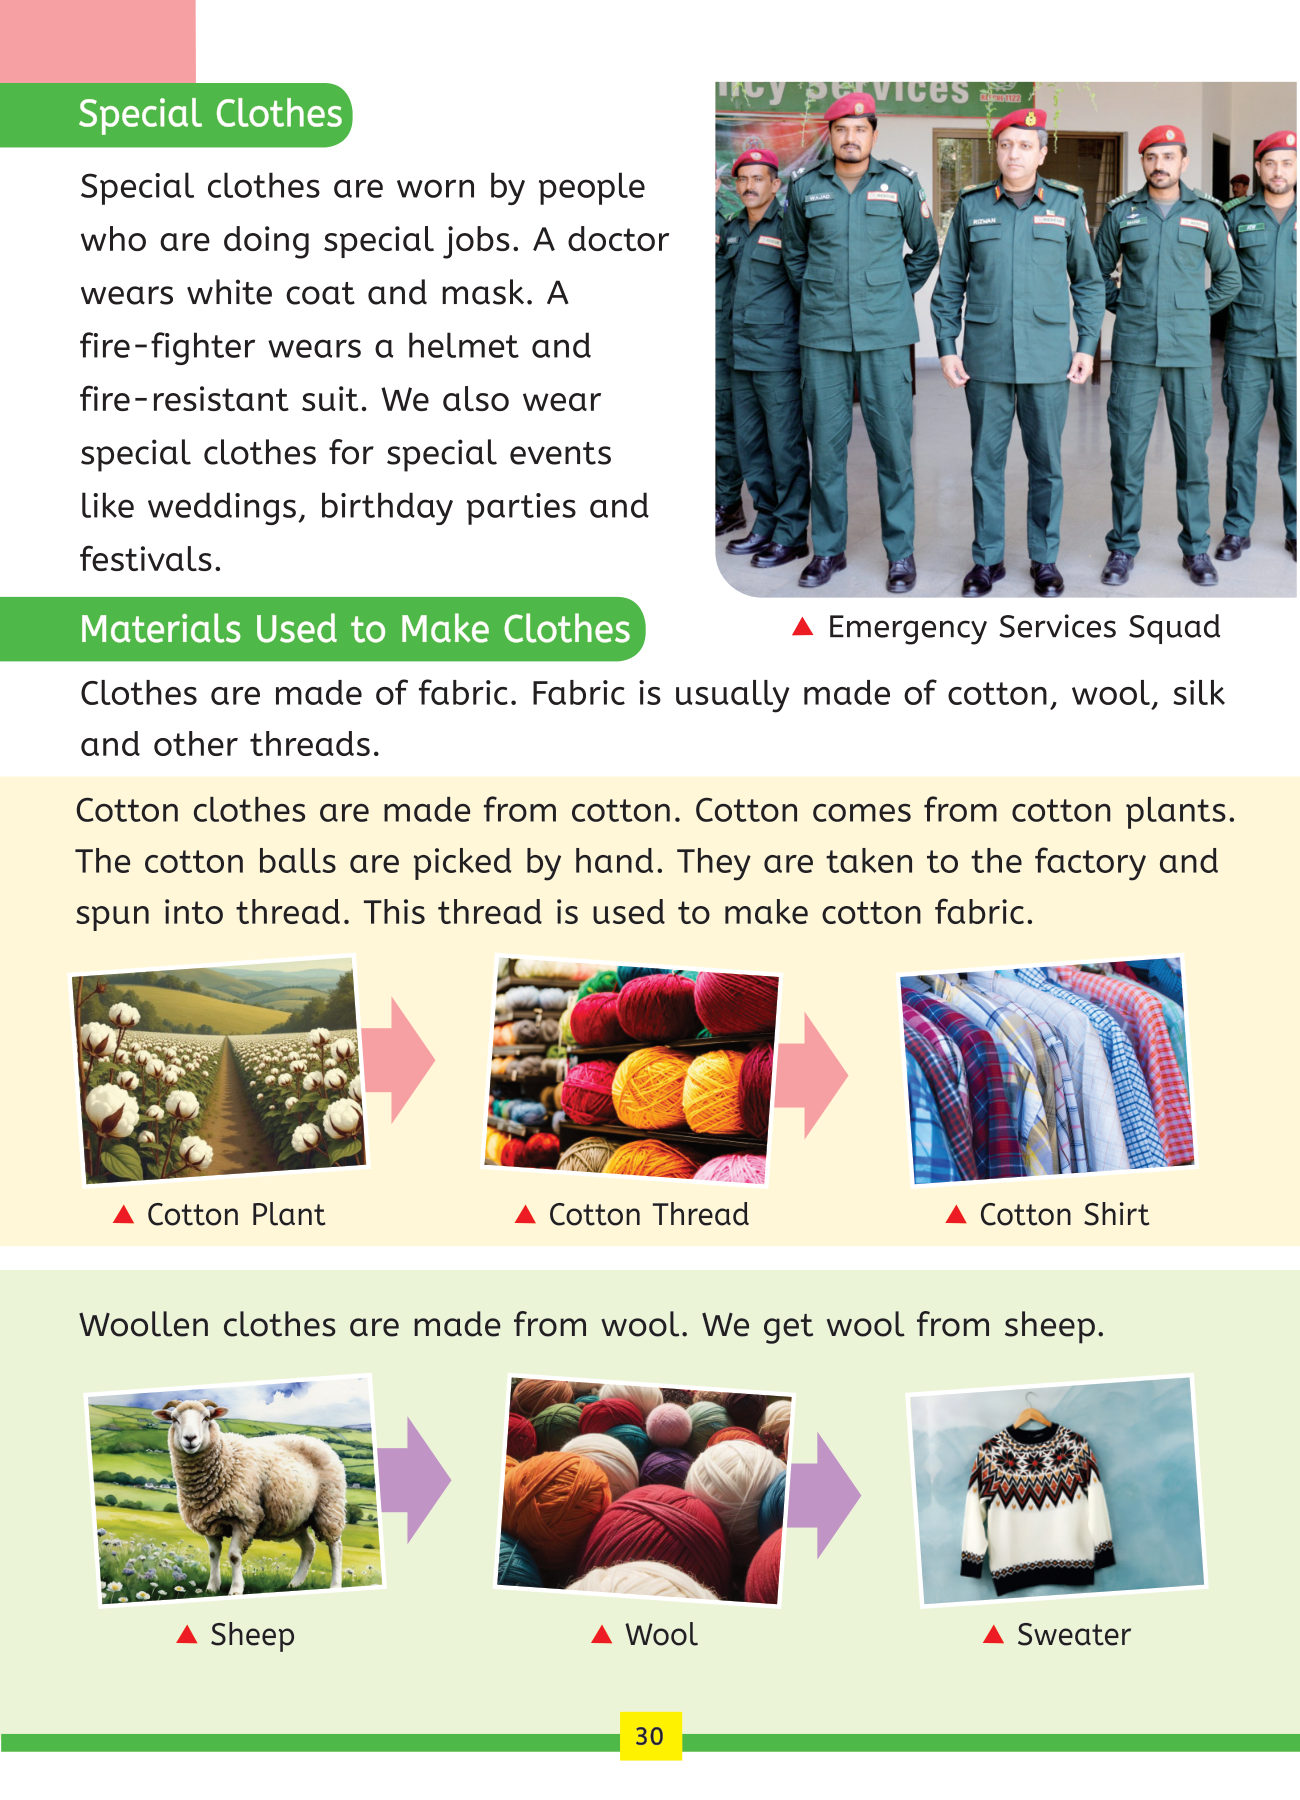 Special Clothes
Special clothes are worn by people
who are doing special jobs. A doctor
wears white coat and mask. A
fire-fighter wears a helmet and
fire-resistant suit. We also wear
special clothes for special events
like weddings, birthday parties and
festivals.
ncy Services
WAJAD
RIZWAN
▲ Emergency Services Squad
Materials Used to Make Clothes
Clothes are made of fabric. Fabric is usually made of cotton, wool, silk
and other threads.
Cotton clothes are made from cotton. Cotton comes from cotton plants.
The cotton balls are picked by hand. They are taken to the factory and
spun into thread. This thread is used to make cotton fabric.
▲ Cotton Plant
▲ Cotton Thread
▲ Cotton Shirt
Woollen clothes are made from wool. We get wool from sheep.
▲ Sheep
▲ Wool
▲ Sweater
30